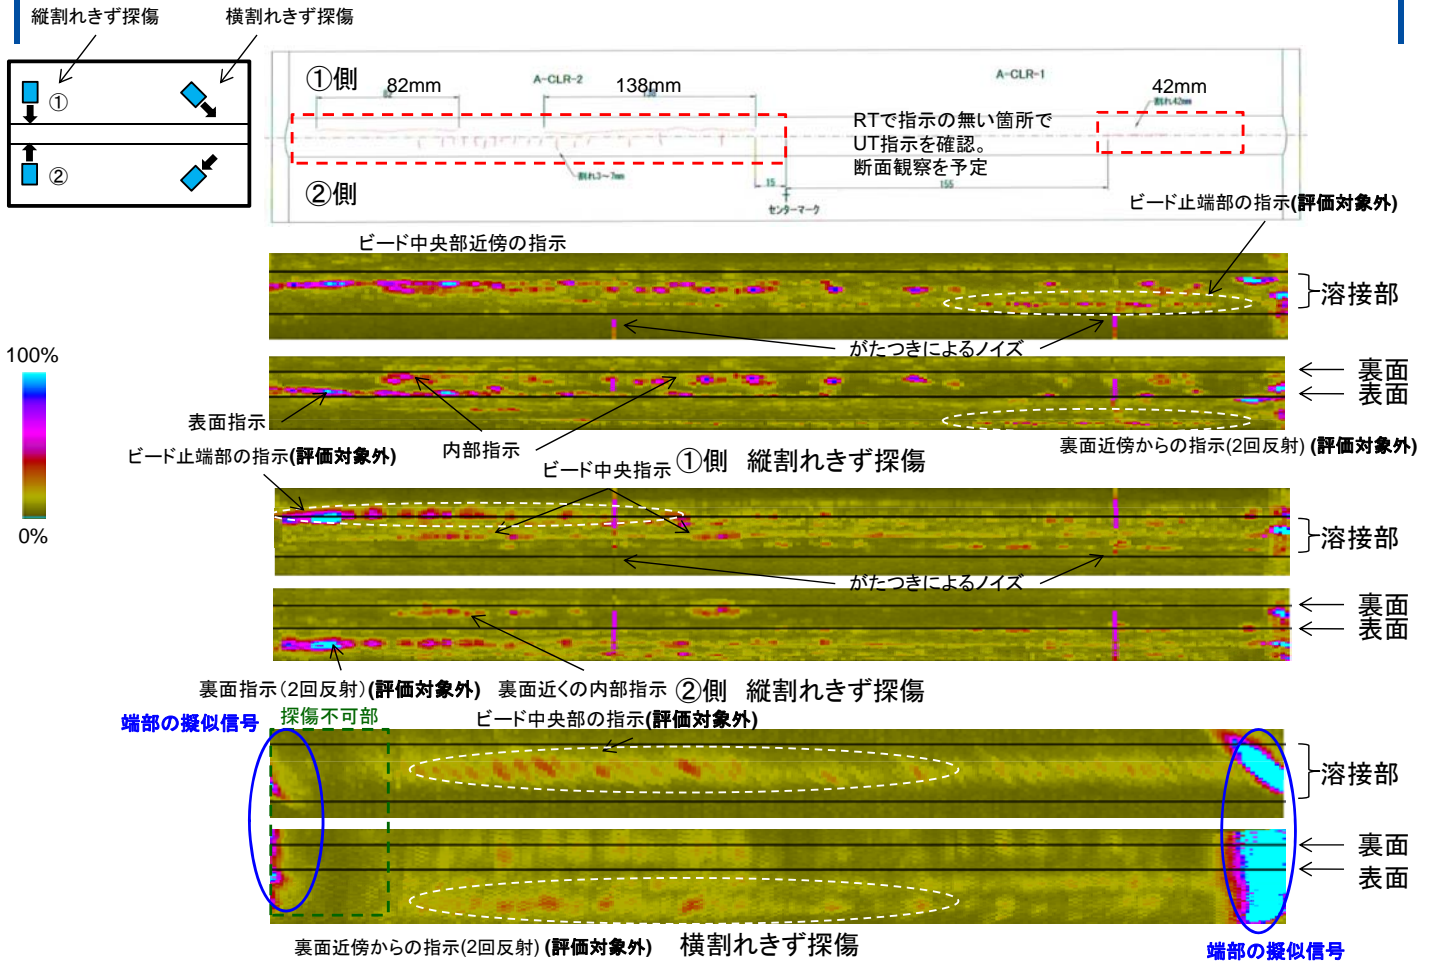 縦割れきず探傷
横割れきず探傷
①
②
①側
82mm
82
A-CLR-2
138mm
138
A-CLR-1
42mm
割れ42mm
RTで指示の無い箇所で
UT指示を確認。
断面観察を予定
割れ3～7mm
②側
15
155
センターマーク
ビード止端部の指示(評価対象外)
ビード中央部近傍の指示
溶接部
がたつきによるノイズ
100%
0%
裏面
表面
表面指示
内部指示
裏面近傍からの指示(2回反射) (評価対象外)
ビード止端部の指示(評価対象外)
ビード中央指示
①側 縦割れきず探傷
溶接部
がたつきによるノイズ
裏面
表面
裏面指示(2回反射)(評価対象外)
裏面近くの内部指示
②側 縦割れきず探傷
端部の擬似信号
探傷不可部
ビード中央部の指示(評価対象外)
溶接部
裏面
表面
裏面近傍からの指示(2回反射) (評価対象外)
横割れきず探傷
端部の擬似信号